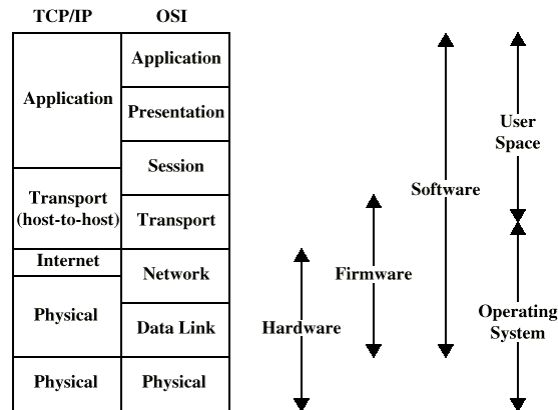 TCP/IP
OSI
Application
Presentation
Session
Transport
Network
Data Link
Physical
Application
Transport
(host-to-host)
Internet
Physical
Physical
Hardware
Firmware
Software
User
Space
Operating
System